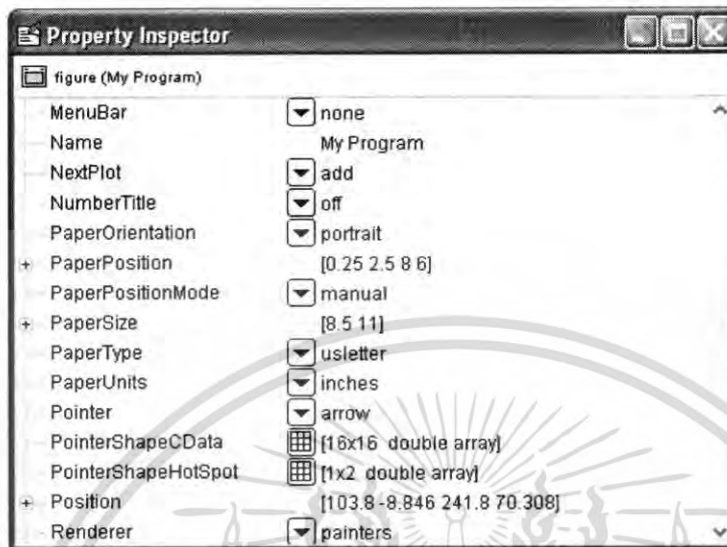 Property Inspector
figure (My Program)
MenuBar none
Name My Program
NextPlot add
NumberTitle off
PaperOrientation portrait
PaperPosition [0.25 2.5 8 6]
PaperPositionMode manual
PaperSize [8.5 11]
PaperType usletter
PaperUnits inches
Pointer arrow
PointerShapeCData [16x16 double array]
PointerShapeHotSpot [1x2 double array]
Position [103.8 -8.846 241.8 70.308]
Renderer painters